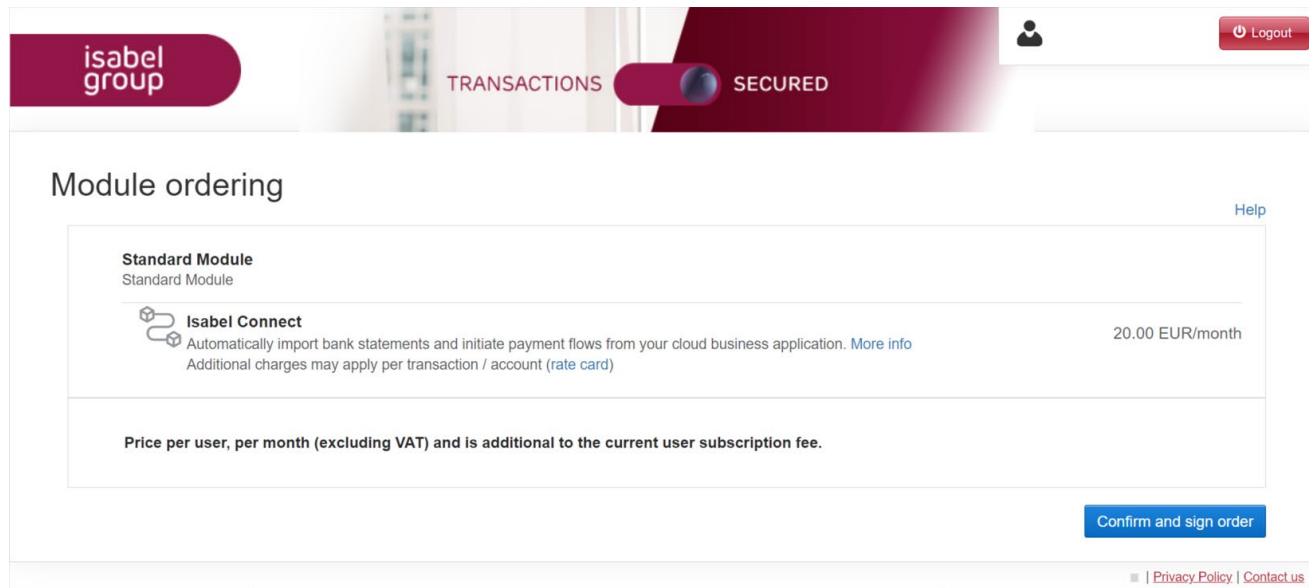 isabel
group
TRANSACTIONS SECURED
Logout
Module ordering
Help
Standard Module
Standard Module
Isabel Connect
Automatically import bank statements and initiate payment flows from your cloud business application. More info
20.00 EUR/month
Additional charges may apply per transaction / account (rate card)
Price per user, per month (excluding VAT) and is additional to the current user subscription fee.
Confirm and sign order
| Privacy Policy | Contact us